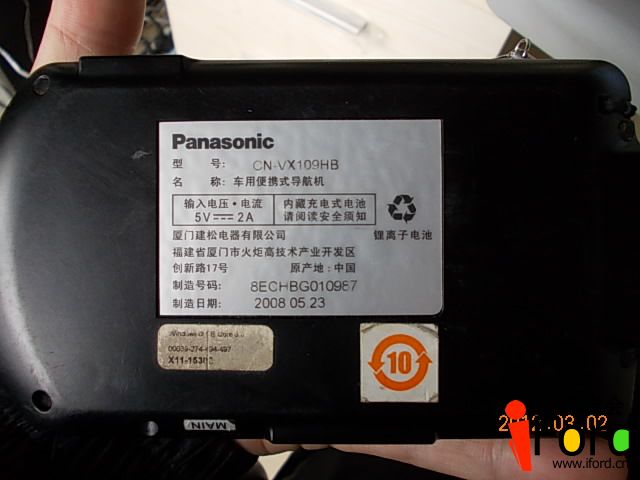 Panasonic
型 号: CN-VX109HB
名 称: 车用便携式导航机
输入电压·电流
5V⎓2A
内藏充电式电池
请阅读安全须知
厦门建松电器有限公司 锂离子电池
福建省厦门市火炬高技术产业开发区
创新路17号 原产地:中国
制造号码: 8ECHBG010987
制造日期: 2008.05.23
X11-1530
10
MAIN
03.02
iFord
www.iford.cn